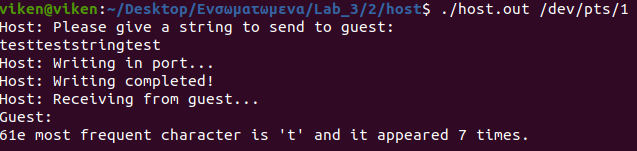 viken@viken:~/Desktop/Ενσωματωμενα/Lab_3/2/host$ ./host.out /dev/pts/1
Host: Please give a string to send to guest:
testteststringtest
Host: Writing in port...
Host: Writing completed!
Host: Receiving from guest...
Guest:
61e most frequent character is 't' and it appeared 7 times.